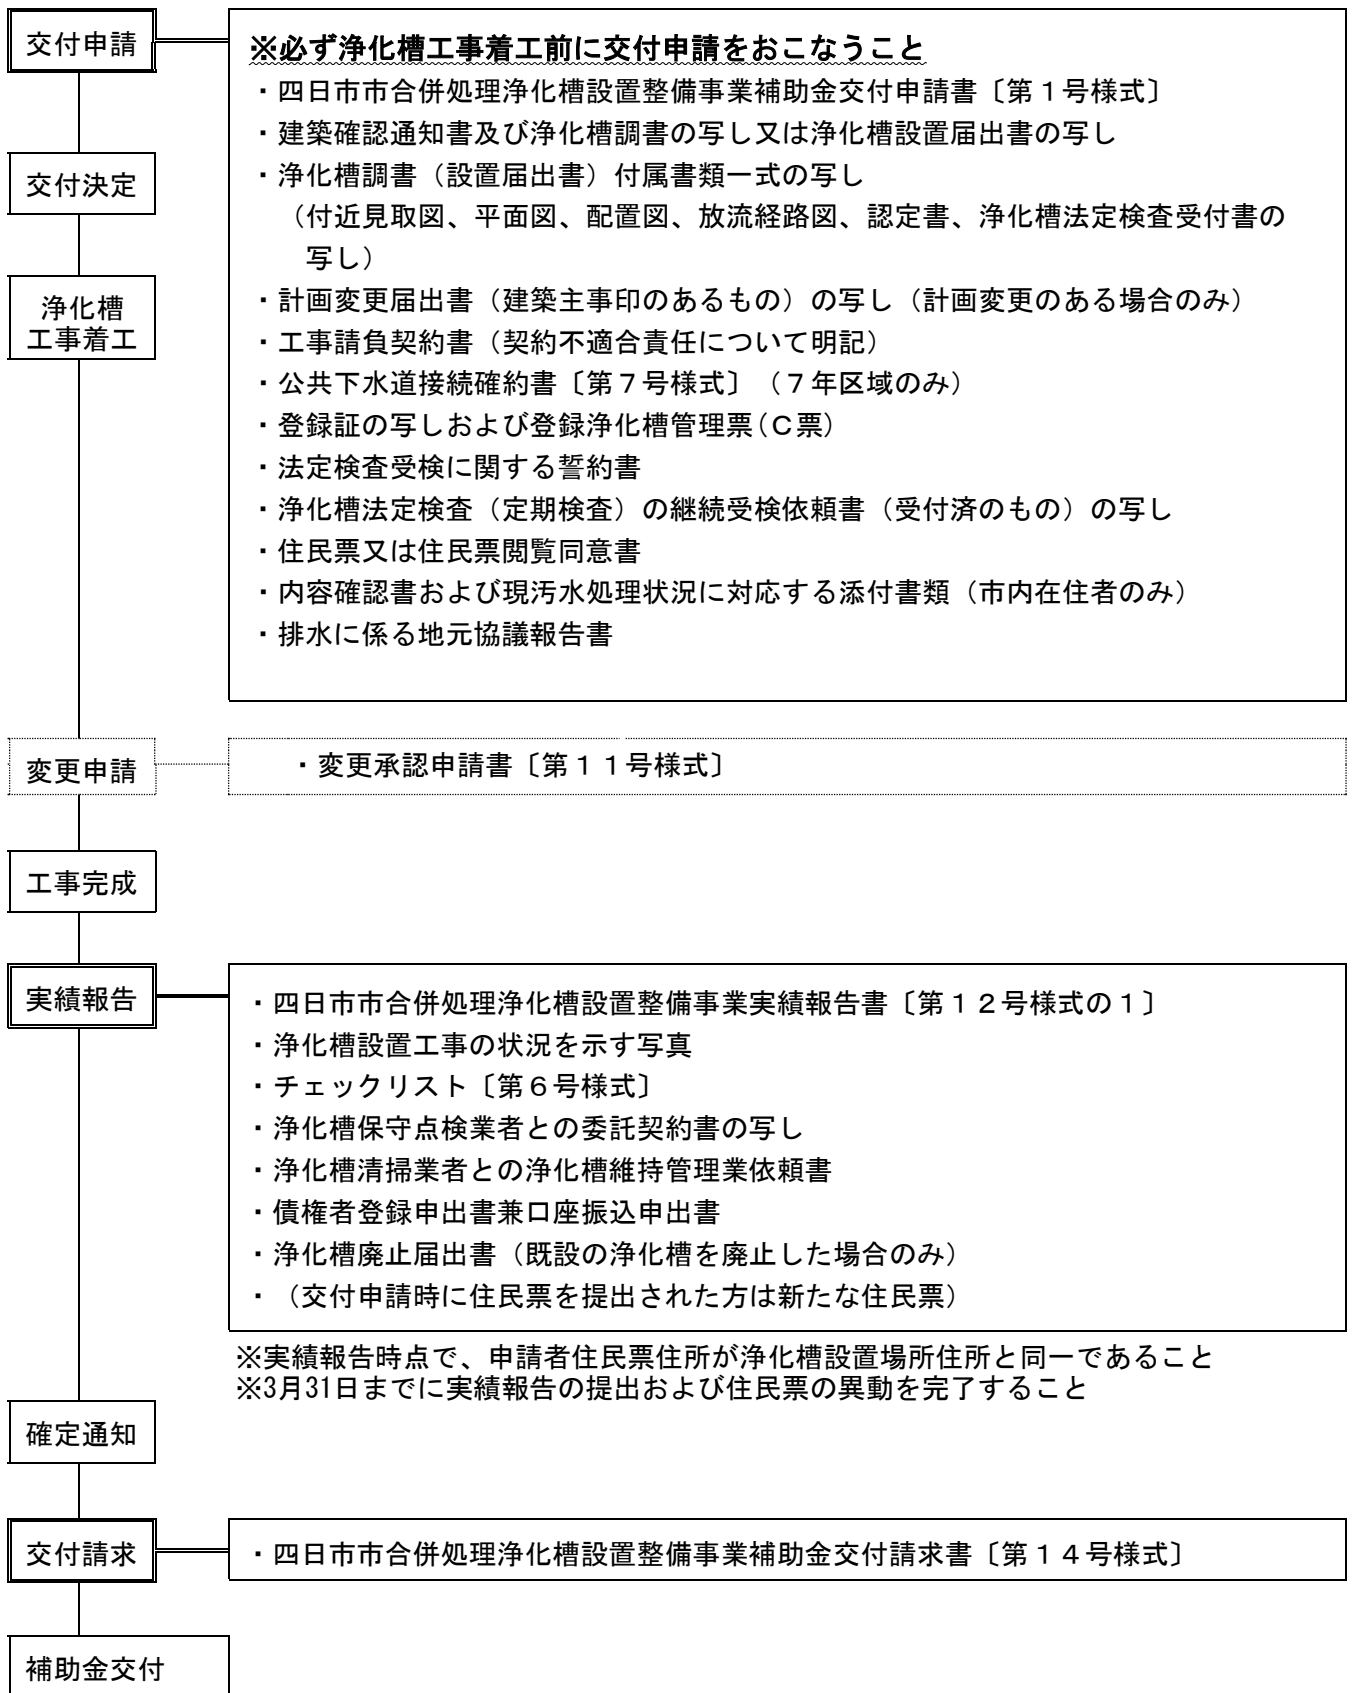 交付申請
※必ず浄化槽工事着工前に交付申請をおこなうこと
・四日市市合併処理浄化槽設置整備事業補助金交付申請書〔第１号様式〕
・建築確認通知書及び浄化槽調書の写し又は浄化槽設置届出書の写し
・浄化槽調書（設置届出書）付属書類一式の写し
（付近見取図、平面図、配置図、放流経路図、認定書、浄化槽法定検査受付書の
写し）
・計画変更届出書（建築主事印のあるもの）の写し（計画変更のある場合のみ）
・工事請負契約書（契約不適合責任について明記）
・公共下水道接続確約書〔第７号様式〕（７年区域のみ）
・登録証の写しおよび登録浄化槽管理票(Ｃ票)
・法定検査受検に関する誓約書
・浄化槽法定検査（定期検査）の継続受検依頼書（受付済のもの）の写し
・住民票又は住民票閲覧同意書
・内容確認書および現汚水処理状況に対応する添付書類（市内在住者のみ）
・排水に係る地元協議報告書
交付決定
浄化槽
工事着工
変更申請
・変更承認申請書〔第１１号様式〕
工事完成
実績報告
・四日市市合併処理浄化槽設置整備事業実績報告書〔第１２号様式の１〕
・浄化槽設置工事の状況を示す写真
・チェックリスト〔第６号様式〕
・浄化槽保守点検業者との委託契約書の写し
・浄化槽清掃業者との浄化槽維持管理業依頼書
・債権者登録申出書兼口座振込申出書
・浄化槽廃止届出書（既設の浄化槽を廃止した場合のみ）
・（交付申請時に住民票を提出された方は新たな住民票）
※実績報告時点で、申請者住民票住所が浄化槽設置場所住所と同一であること
※3月31日までに実績報告の提出および住民票の異動を完了すること
確定通知
交付請求
・四日市市合併処理浄化槽設置整備事業補助金交付請求書〔第１４号様式〕
補助金交付